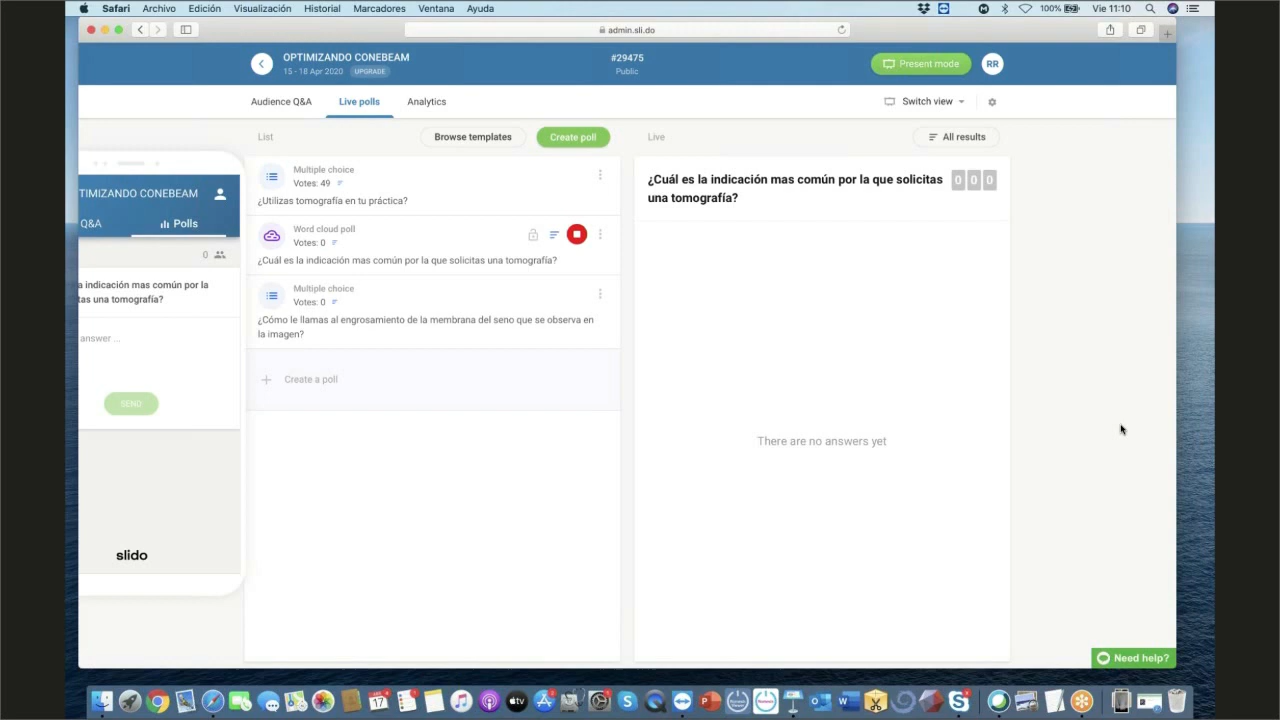 Safari Archivo Edición Visualización Historial Marcadores Ventana Ayuda
100% Vie 11:10
admin.sli.do
OPTIMIZANDO CONEBEAM
15 - 18 Apr 2020 UPGRADE
#29475
Public
Present mode
RR
Audience Q&A Live polls Analytics
Switch view
List
Browse templates
Create poll
Live
All results
TIMIZANDO CONEBEAM
Q&A Polls
0
a indicación mas común por la
tas una tomografía?
answer ...
SEND
slido
Multiple choice
Votes: 49
¿Utilizas tomografía en tu práctica?
Word cloud poll
Votes: 0
¿Cuál es la indicación mas común por la que solicitas una tomografía?
Multiple choice
Votes: 0
¿Cómo le llamas al engrosamiento de la membrana del seno que se observa en
la imagen?
Create a poll
¿Cuál es la indicación mas común por la que solicitas
una tomografía?
0 0 0
There are no answers yet
Need help?
17
tv